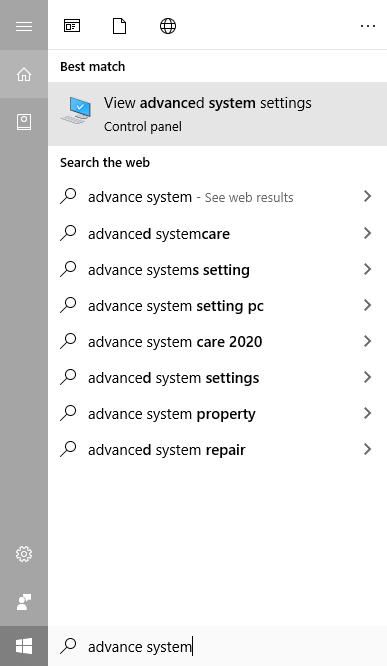 Best match
View advanced system settings
Control panel
Search the web
advance system - See web results
advanced systemcare
advance systems setting
advance system setting pc
advance system care 2020
advanced system settings
advance system property
advanced system repair
advance system